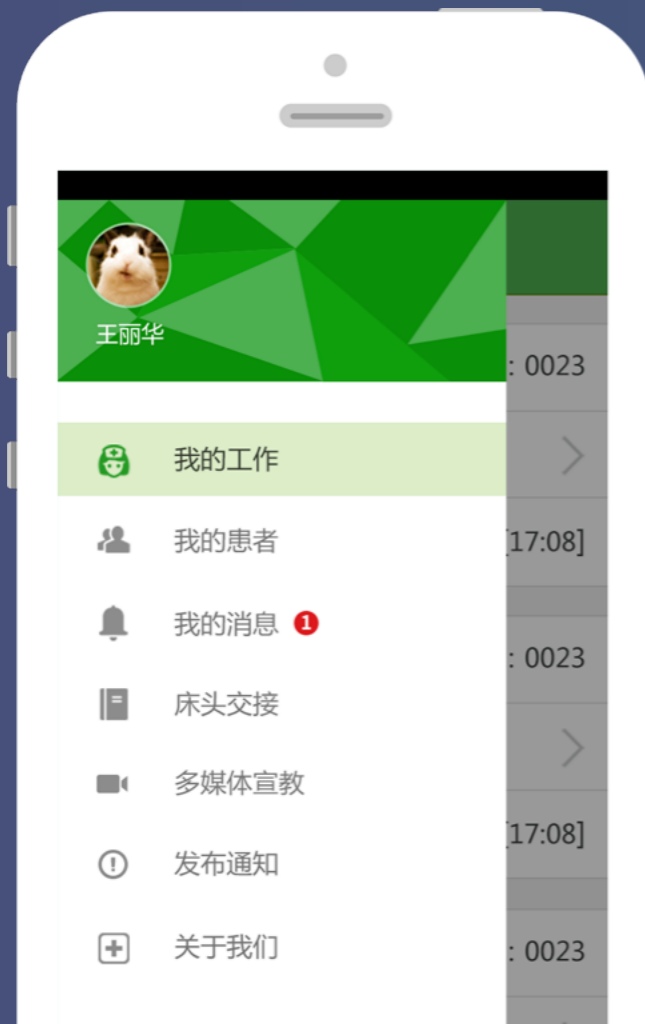 王丽华
: 0023
我的工作
我的患者
[17:08]
我的消息 1
: 0023
床头交接
多媒体宣教
[17:08]
发布通知
关于我们
: 0023